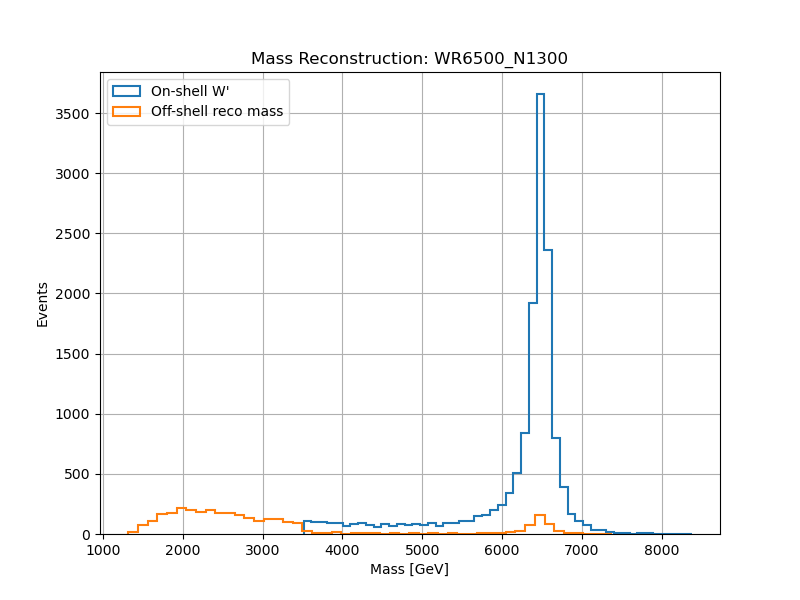 Mass Reconstruction: WR6500_N1300
On-shell W'
Off-shell reco mass
3500
3000
2500
2000
1500
1000
500
0
Events
1000 2000 3000 4000 5000 6000 7000 8000
Mass [GeV]